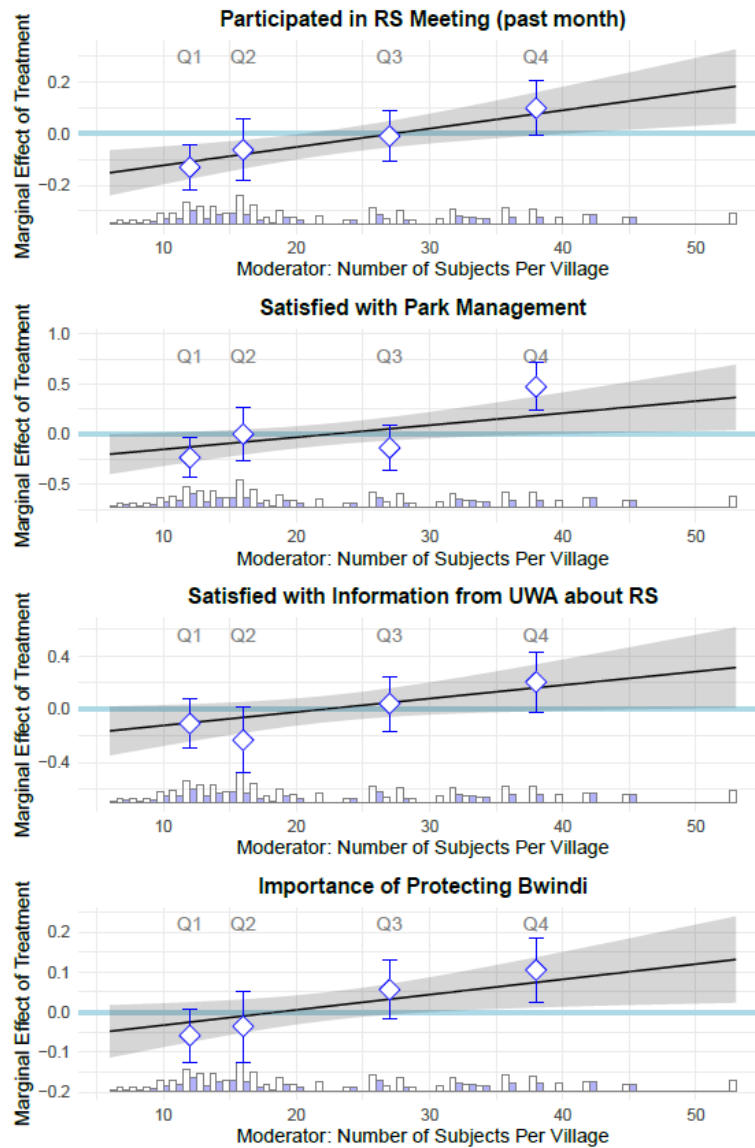 Participated in RS Meeting (past month)
Marginal Effect of Treatment
Q1 Q2 Q3 Q4
0.2
0.0
−0.2
10 20 30 40 50
Moderator: Number of Subjects Per Village
Satisfied with Park Management
Marginal Effect of Treatment
1.0
Q1 Q2 Q3 Q4
0.5
0.0
−0.5
10 20 30 40 50
Moderator: Number of Subjects Per Village
Satisfied with Information from UWA about RS
Marginal Effect of Treatment
Q1 Q2 Q3 Q4
0.4
0.0
−0.4
10 20 30 40 50
Moderator: Number of Subjects Per Village
Importance of Protecting Bwindi
Marginal Effect of Treatment
Q1 Q2 Q3 Q4
0.2
0.1
0.0
−0.1
−0.2
10 20 30 40 50
Moderator: Number of Subjects Per Village